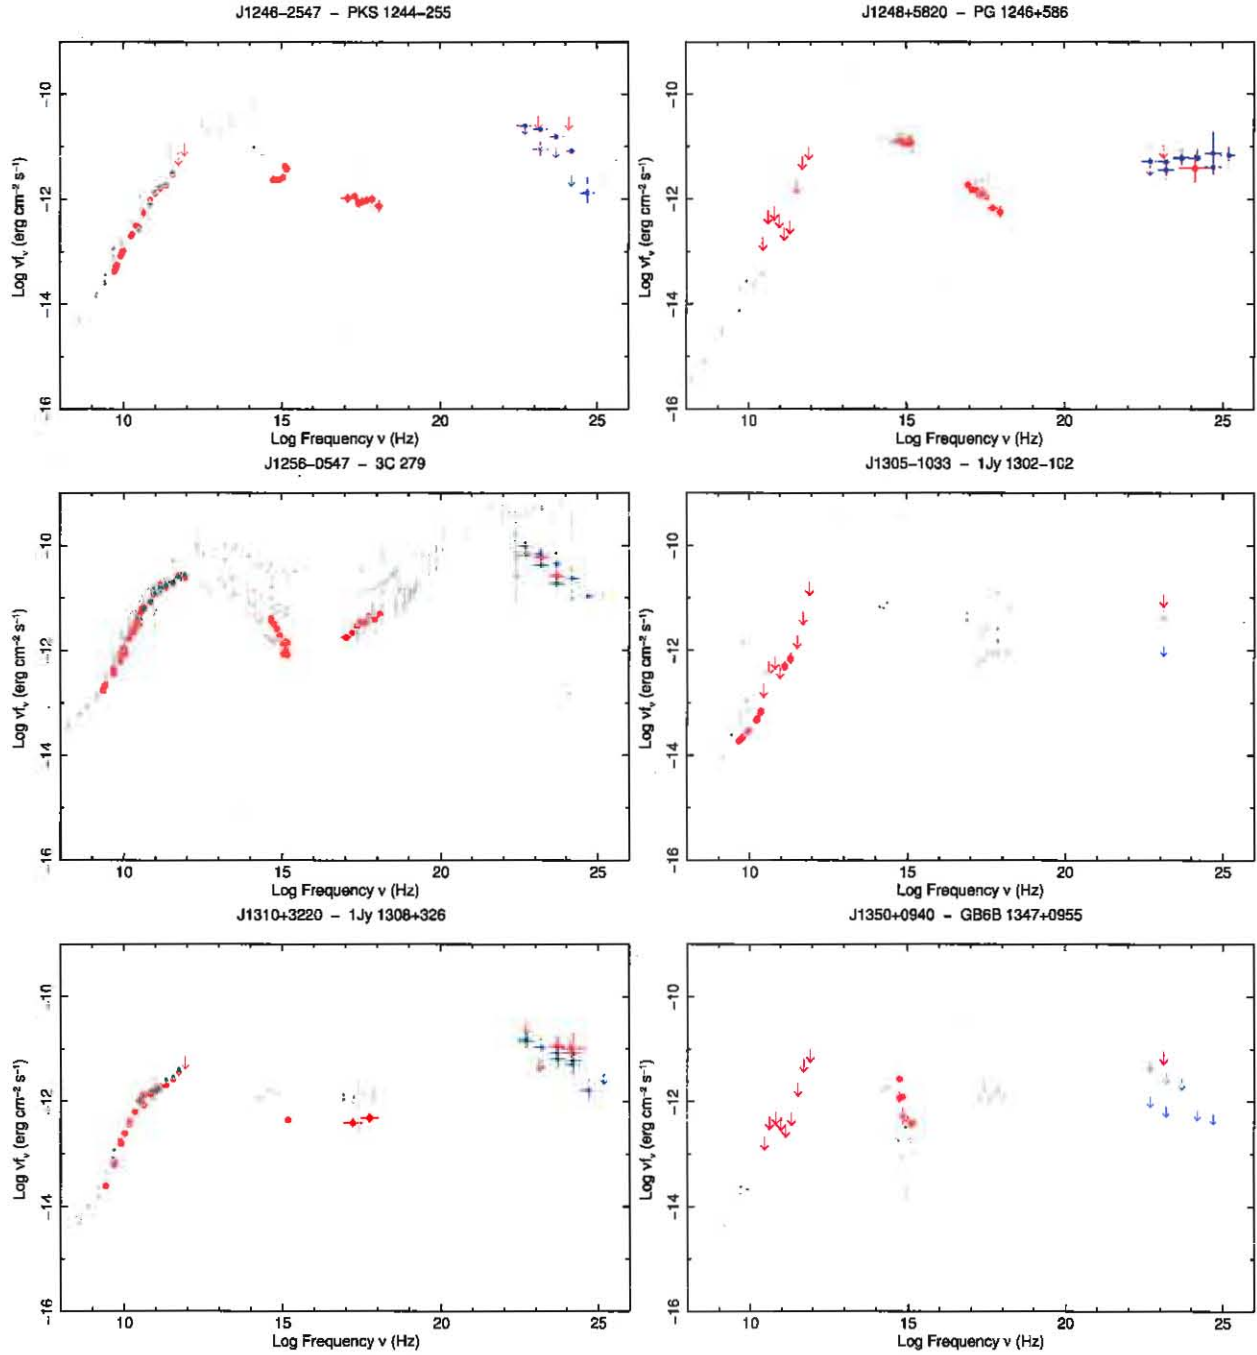 J1246−2547 − PKS 1244−255
J1248+5820 − PG 1246+586
Log νfν (erg cm−2 s−1)
−10
−12
−14
−16
10 15 20 25
Log Frequency ν (Hz)
Log νfν (erg cm−2 s−1)
−10
−12
−14
−16
10 15 20 25
Log Frequency ν (Hz)
J1256−0547 − 3C 279
J1305−1033 − 1Jy 1302−102
Log νfν (erg cm−2 s−1)
−10
−12
−14
−16
10 15 20 25
Log Frequency ν (Hz)
Log νfν (erg cm−2 s−1)
−10
−12
−14
−16
10 15 20 25
Log Frequency ν (Hz)
J1310+3220 − 1Jy 1308+326
J1350+0940 − GB6B 1347+0955
Log νfν (erg cm−2 s−1)
−10
−12
−14
−16
10 15 20 25
Log Frequency ν (Hz)
Log νfν (erg cm−2 s−1)
−10
−12
−14
−16
10 15 20 25
Log Frequency ν (Hz)